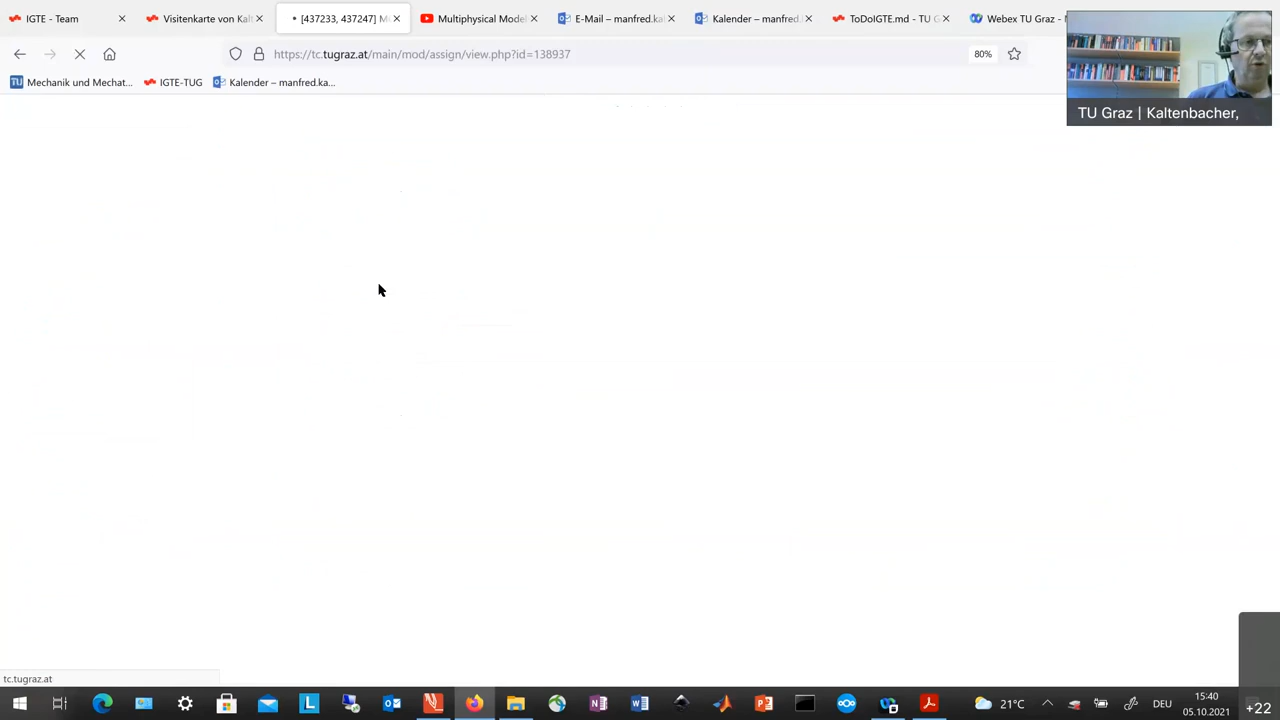 IGTE - Team
Visitenkarte von Kalt
[437233, 437247] M
Multiphysical Model
E-Mail – manfred.ka
Kalender – manfred.
ToDoIGTE.md - TU G
Webex TU Graz -
https://tc.tugraz.at/main/mod/assign/view.php?id=138937
80%
Mechanik und Mechat...
IGTE-TUG
Kalender – manfred.ka...
TU Graz | Kaltenbacher,
tc.tugraz.at
21°C
DEU
15:40
05.10.2021
+22